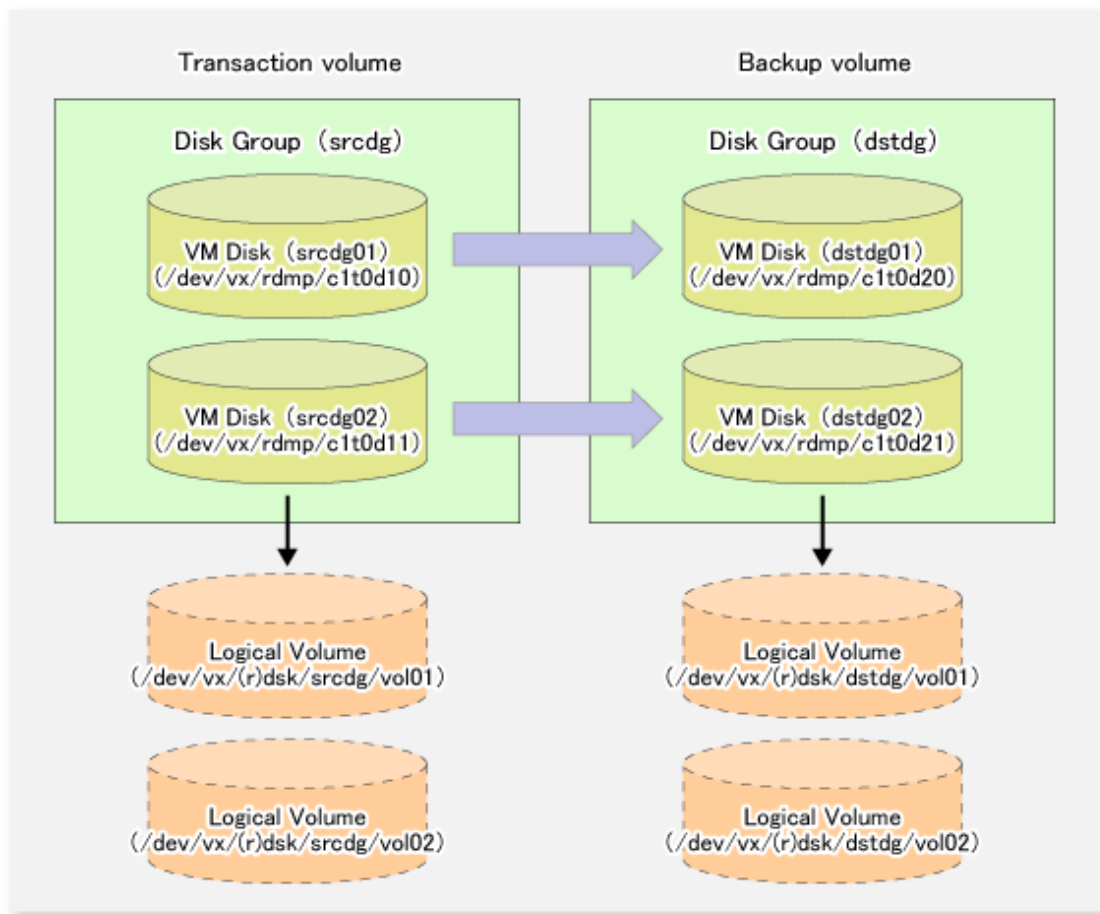 Transaction volume
Backup volume
Disk Group (srcdg)
VM Disk (srcdg01)
(/dev/vx/rdmp/c1t0d10)
VM Disk (srcdg02)
(/dev/vx/rdmp/c1t0d11)
Disk Group (dstdg)
VM Disk (dstdg01)
(/dev/vx/rdmp/c1t0d20)
VM Disk (dstdg02)
(/dev/vx/rdmp/c1t0d21)
Logical Volume
(/dev/vx/(r)dsk/srcdg/vol01)
Logical Volume
(/dev/vx/(r)dsk/srcdg/vol02)
Logical Volume
(/dev/vx/(r)dsk/dstdg/vol01)
Logical Volume
(/dev/vx/(r)dsk/dstdg/vol02)